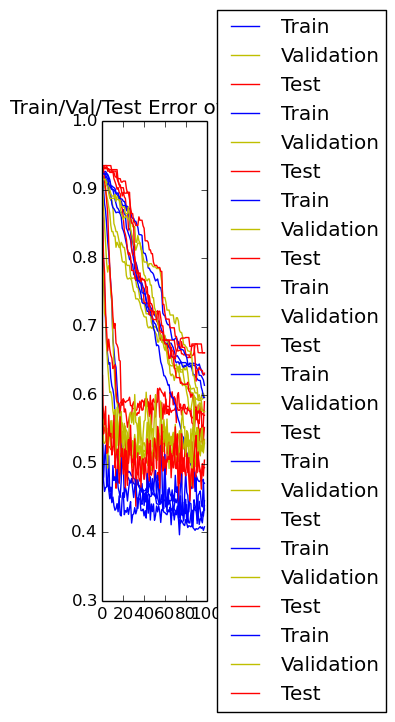 Train/Val/Test Error o
1.0
0.9
0.8
0.7
0.6
0.5
0.4
0.3
0 20 40 60 80 100
Train
Validation
Test
Train
Validation
Test
Train
Validation
Test
Train
Validation
Test
Train
Validation
Test
Train
Validation
Test
Train
Validation
Test
Train
Validation
Test